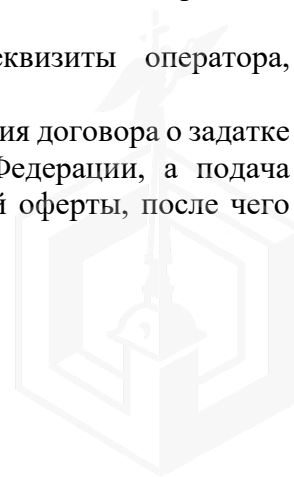 еквизиты оператора,
ия договора о задатке
Федерации, а подача
й оферты, после чего